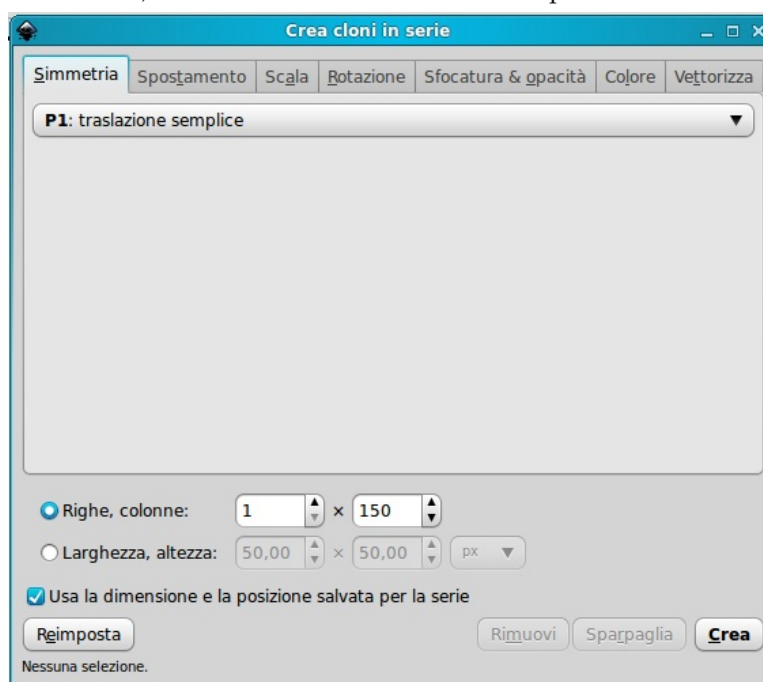 Crea cloni in serie
Simmetria Spostamento Scala Rotazione Sfocatura & opacità Colore Vettorizza
P1: traslazione semplice
Righe, colonne: 1 × 150
Larghezza, altezza: 50,00 × 50,00 px
Usa la dimensione e la posizione salvata per la serie
Reimposta Rimuovi Sparpaglia Crea
Nessuna selezione.